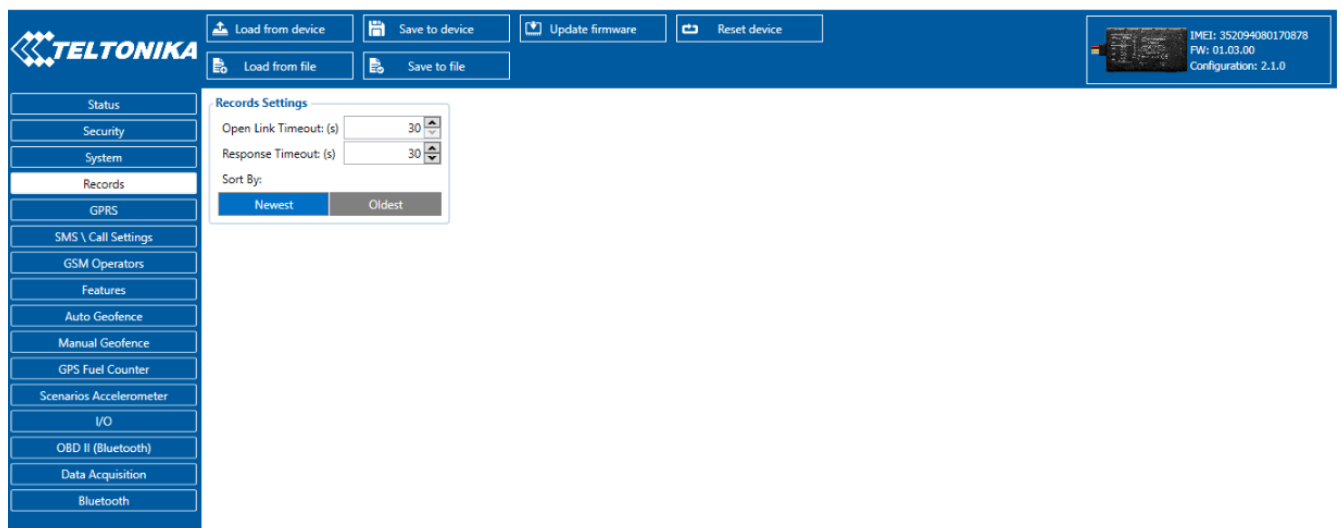 TELTONIKA
Load from device
Save to device
Update firmware
Reset device
Load from file
Save to file
IMEI: 352094080170878
FW: 01.03.00
Configuration: 2.1.0
Status
Security
System
Records
GPRS
SMS \ Call Settings
GSM Operators
Features
Auto Geofence
Manual Geofence
GPS Fuel Counter
Scenarios Accelerometer
I/O
OBD II (Bluetooth)
Data Acquisition
Bluetooth
Records Settings
Open Link Timeout: (s) 30
Response Timeout: (s) 30
Sort By:
Newest Oldest